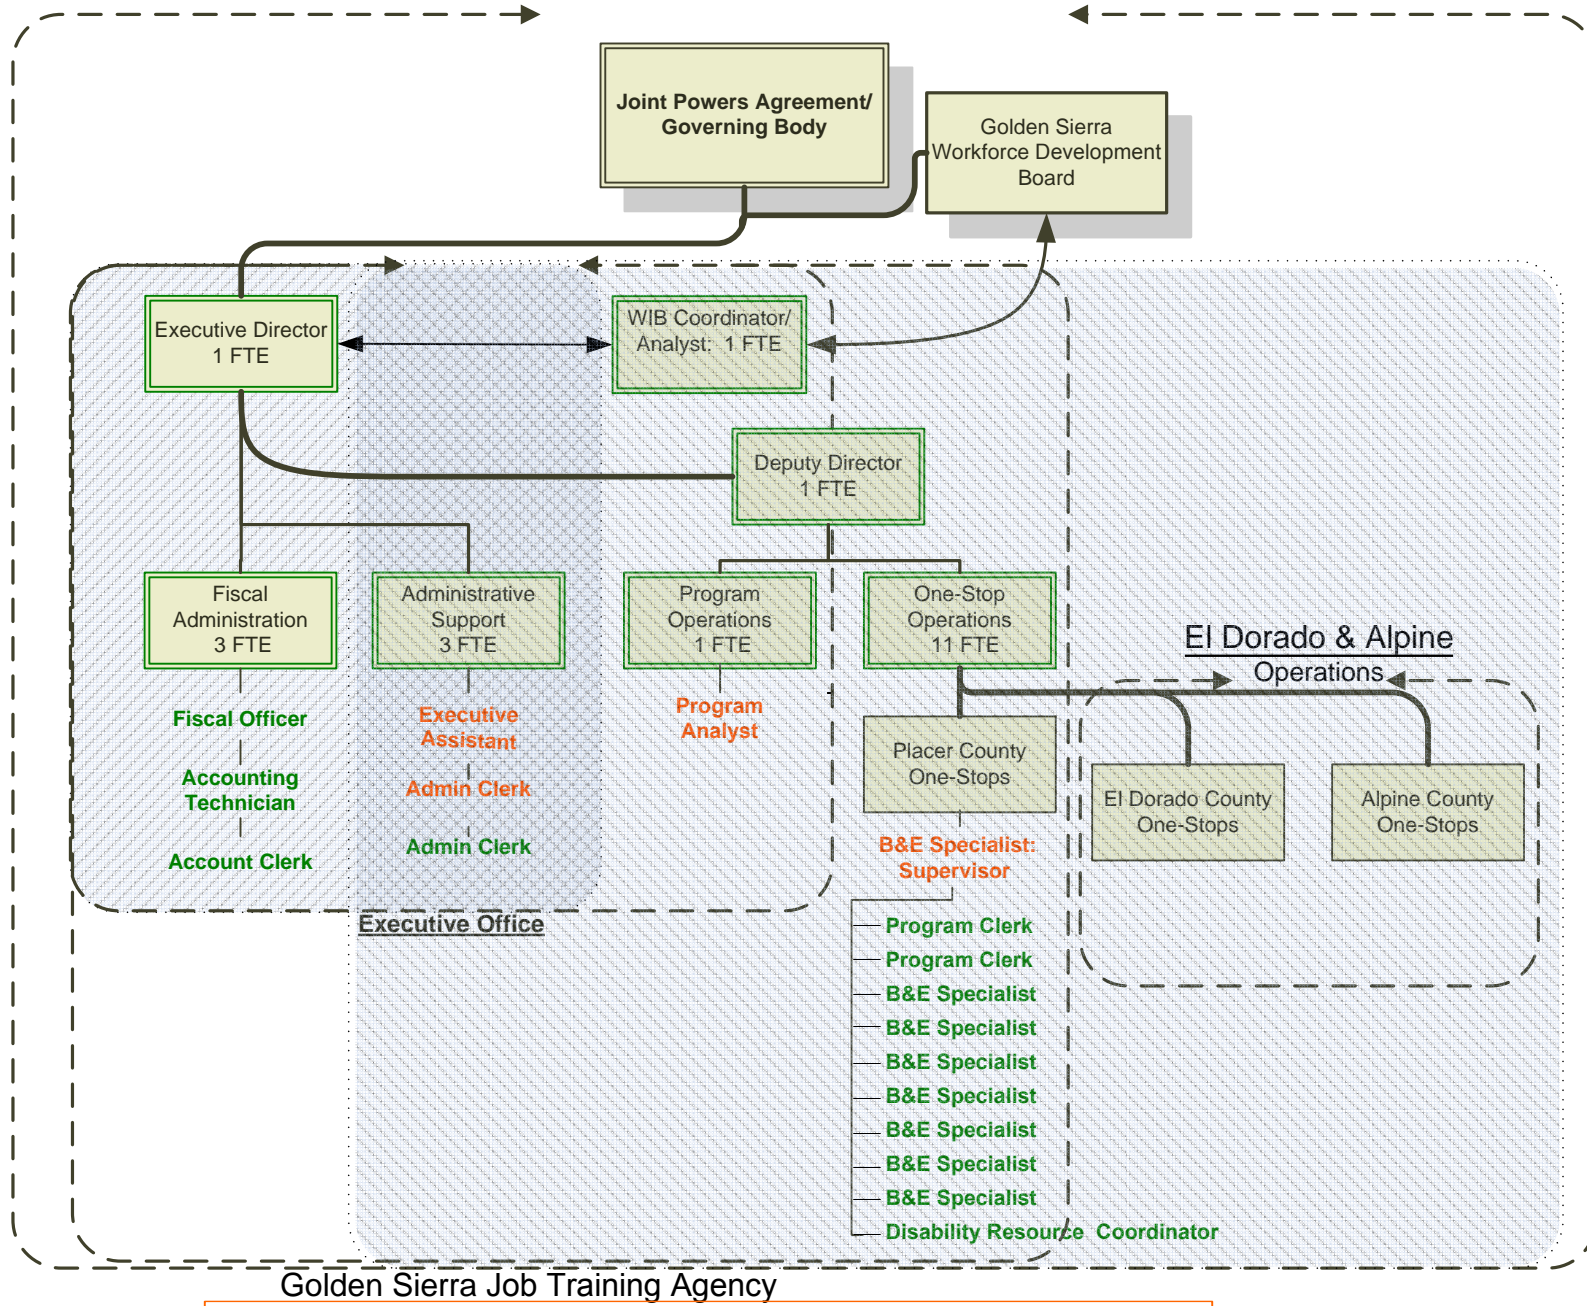 Joint Powers Agreement/
Governing Body
Golden Sierra
Workforce Development
Board
Executive Director
1 FTE
WIB Coordinator/
Analyst:  1 FTE
Deputy Director
1 FTE
Fiscal
Administration
3 FTE
Administrative
Support
3 FTE
Program
Operations
1 FTE
One-Stop
Operations
11 FTE
El Dorado & Alpine
Operations
Fiscal Officer
Accounting
Technician
Account Clerk
Executive
Assistant
Admin Clerk
Admin Clerk
Program
Analyst
Placer County
One-Stops
El Dorado County
One-Stops
Alpine County
One-Stops
B&E Specialist:
Supervisor
Executive Office
Program Clerk
Program Clerk
B&E Specialist
B&E Specialist
B&E Specialist
B&E Specialist
B&E Specialist
B&E Specialist
B&E Specialist
Disability Resource  Coordinator
Golden Sierra Job Training Agency